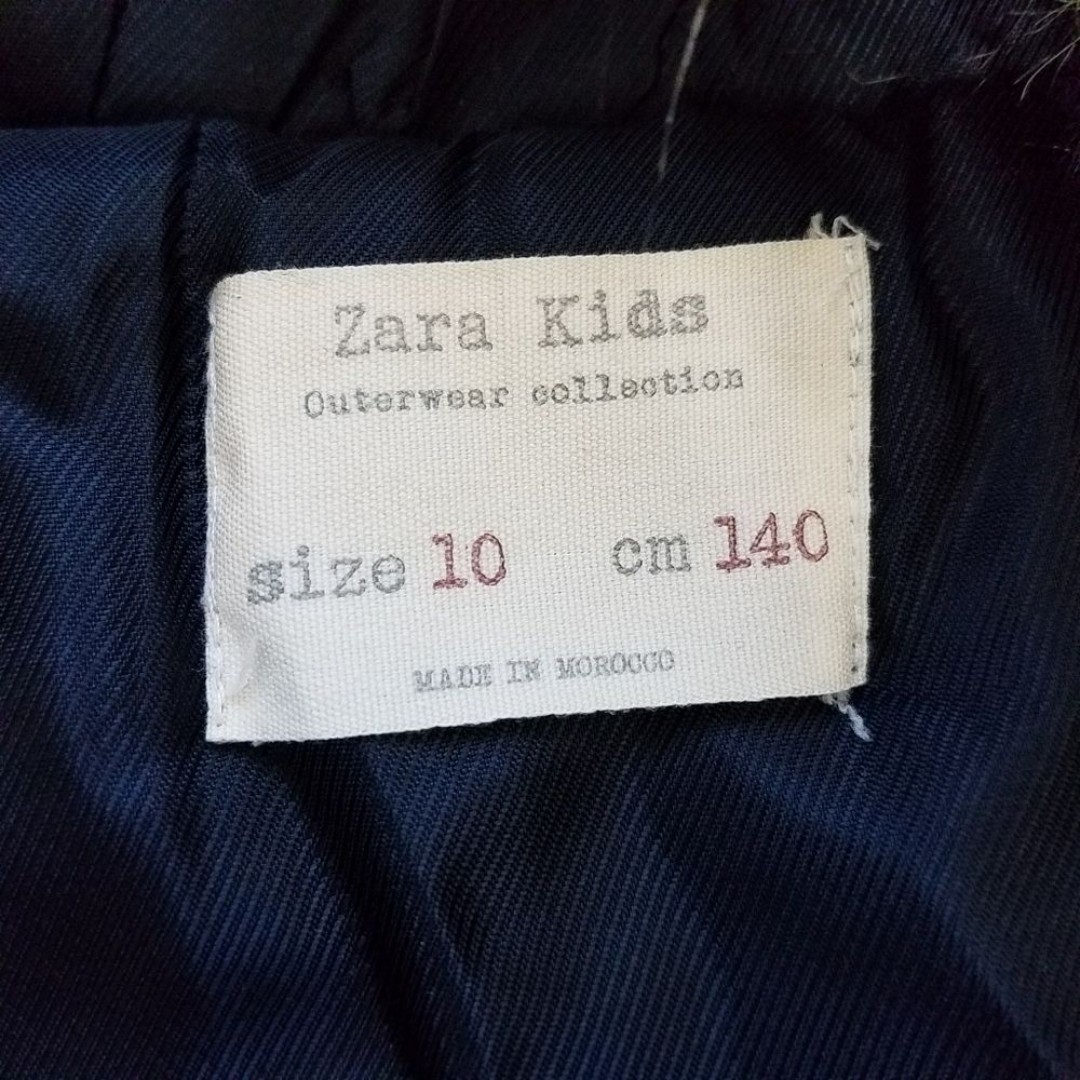 Zara Kids
Outerwear collection
size 10 cm 140
MADE IN MOROCCO